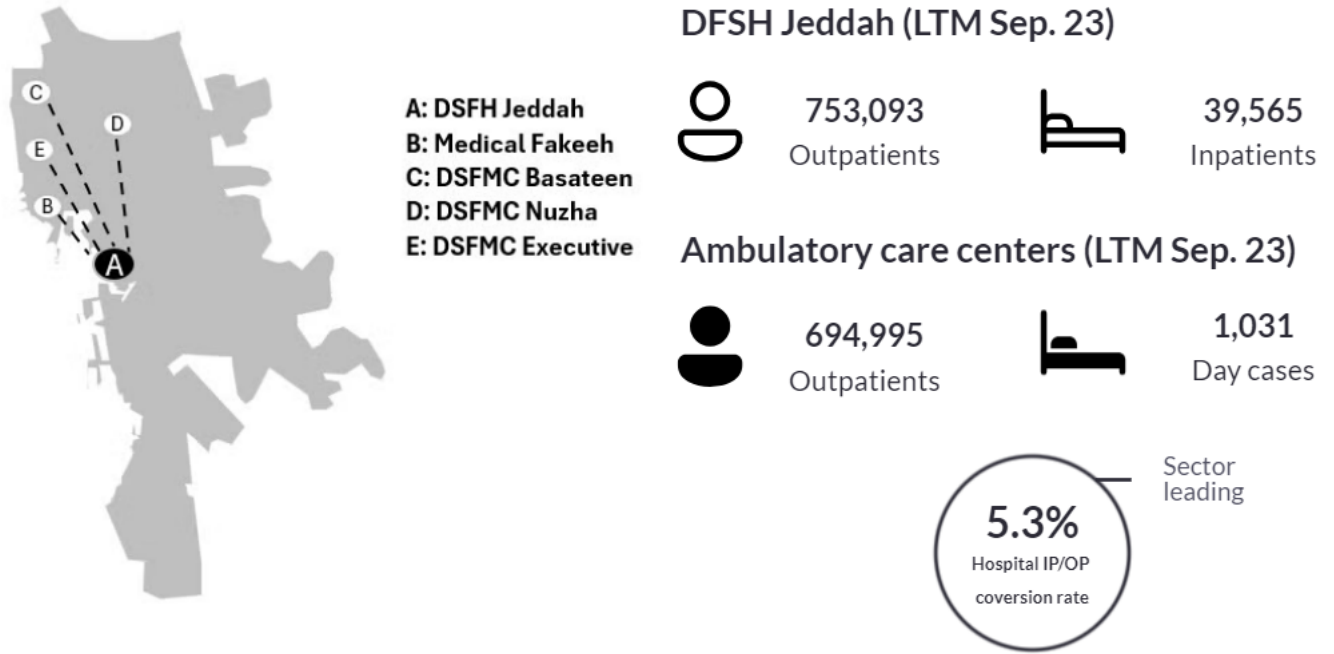 C
D
E
B
A
A: DSFH Jeddah
B: Medical Fakeeh
C: DSFMC Basateen
D: DSFMC Nuzha
E: DSFMC Executive
DFSH Jeddah (LTM Sep. 23)
753,093
Outpatients
39,565
Inpatients
Ambulatory care centers (LTM Sep. 23)
694,995
Outpatients
1,031
Day cases
5.3%
Hospital IP/OP
coversion rate
Sector
leading